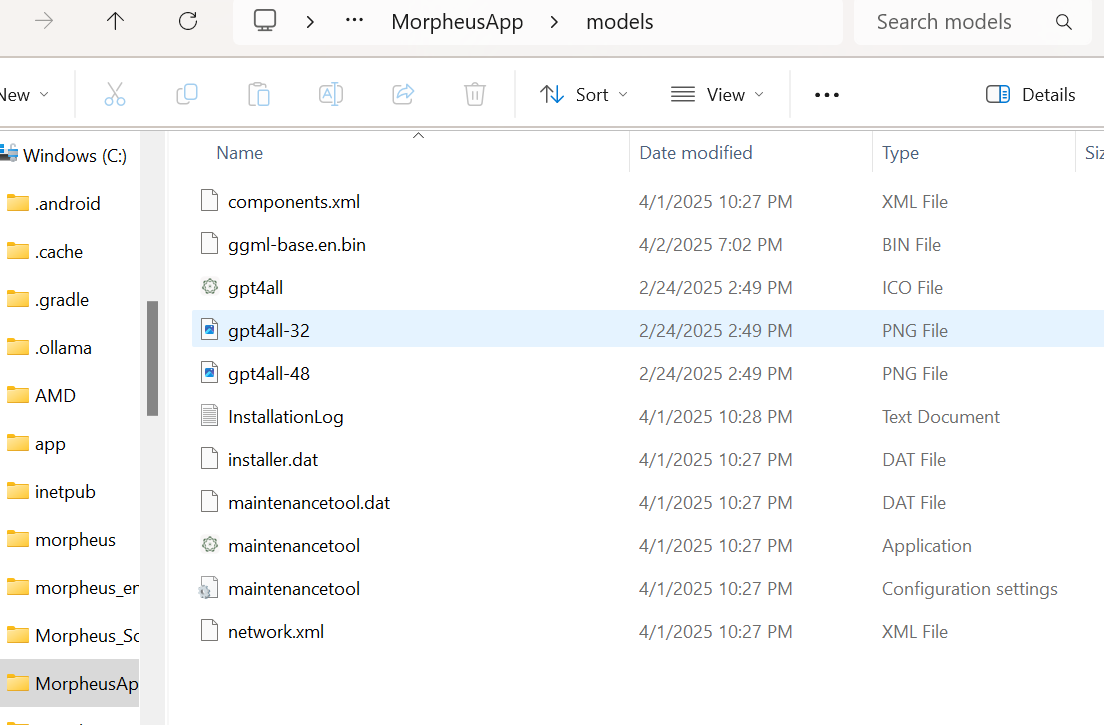 MorpheusApp > models
Search models
New
Sort
View
Details
Name
Date modified
Type
Siz
components.xml 4/1/2025 10:27 PM XML File
ggml-base.en.bin 4/2/2025 7:02 PM BIN File
gpt4all 2/24/2025 2:49 PM ICO File
gpt4all-32 2/24/2025 2:49 PM PNG File
gpt4all-48 2/24/2025 2:49 PM PNG File
InstallationLog 4/1/2025 10:28 PM Text Document
installer.dat 4/1/2025 10:27 PM DAT File
maintenancetool.dat 4/1/2025 10:27 PM DAT File
maintenancetool 4/1/2025 10:27 PM Application
maintenancetool 4/1/2025 10:27 PM Configuration settings
network.xml 4/1/2025 10:27 PM XML File
Windows (C:)
.android
.cache
.gradle
.ollama
AMD
app
inetpub
morpheus
morpheus_en
Morpheus_Sc
MorpheusAp